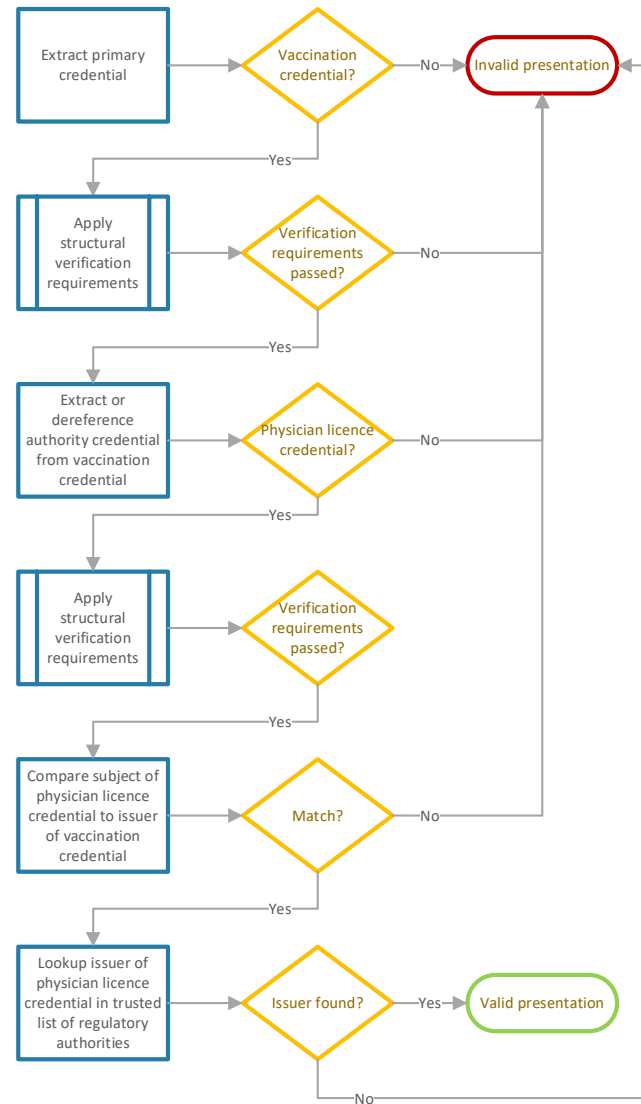 Extract primary
credential
Vaccination
credential?
No
Invalid presentation
Yes
Apply
structural
verification
requirements
Verification
requirements
passed?
No
Yes
Extract or
dereference
authority credential
from vaccination
credential
Physician licence
credential?
No
Yes
Apply
structural
verification
requirements
Verification
requirements
passed?
Yes
Compare subject of
physician licence
credential to issuer
of vaccination
credential
Match?
No
Yes
Lookup issuer of
physician licence
credential in trusted
list of regulatory
authorities
Issuer found?
Yes
Valid presentation
No